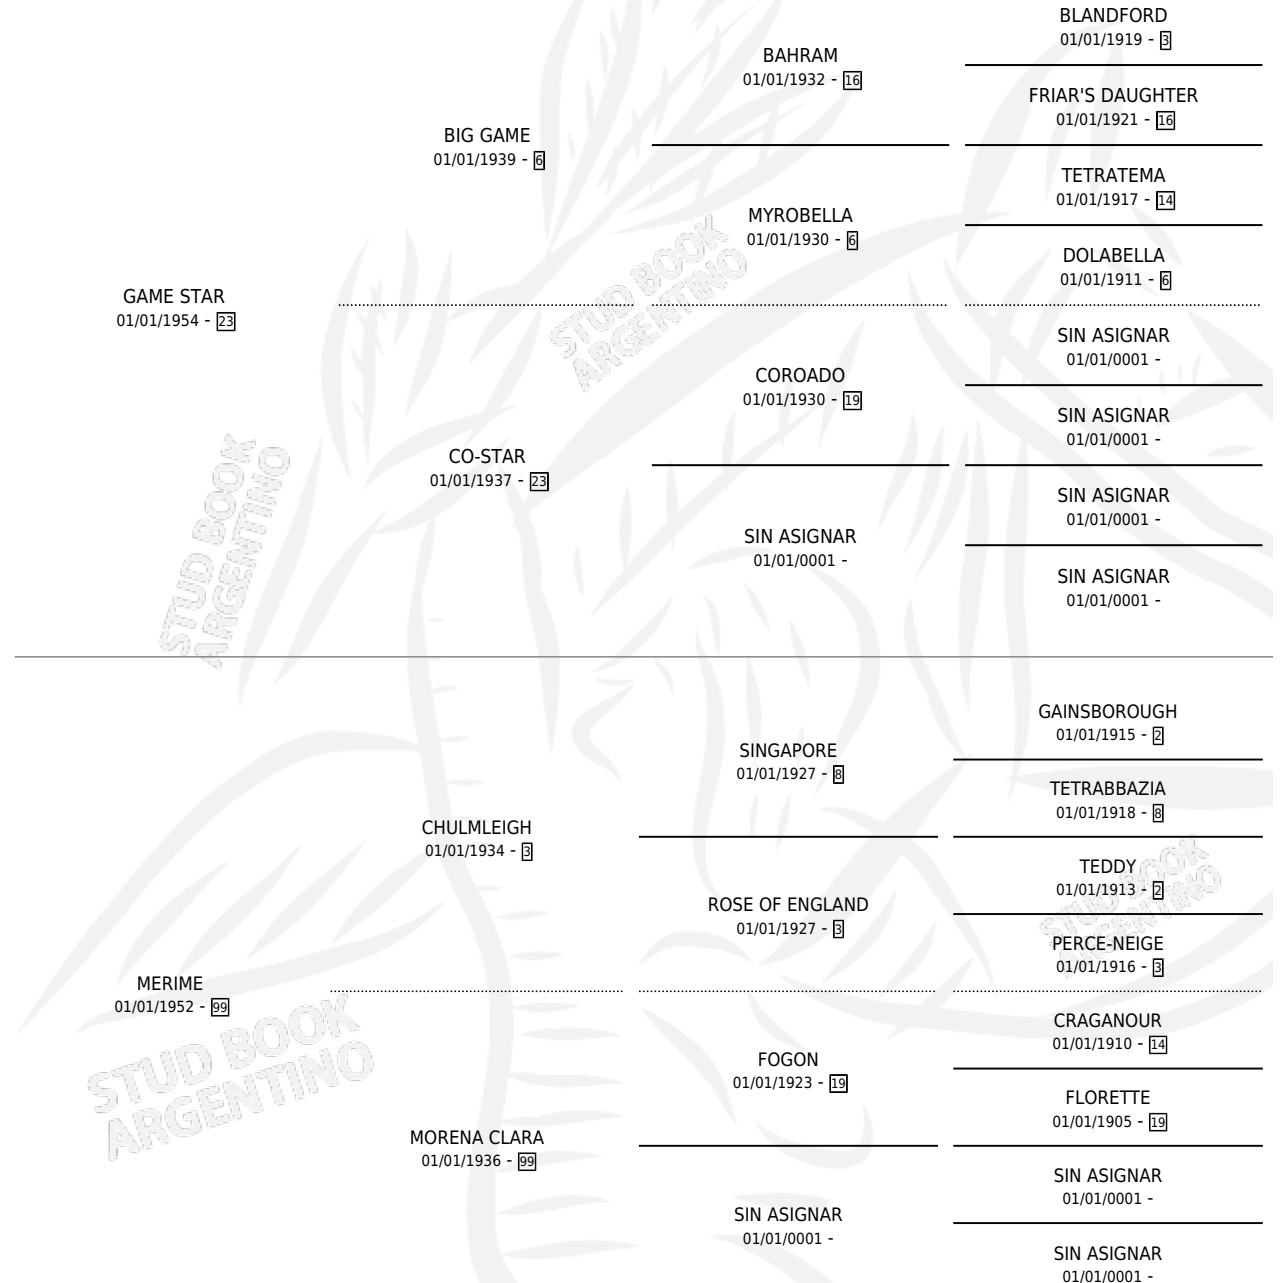 BLANDFORD
01/01/1919 - 3
BAHRAM
01/01/1932 - 16
FRIAR'S DAUGHTER
01/01/1921 - 16
BIG GAME
01/01/1939 - 6
TETRATEMA
01/01/1917 - 14
MYROBELLA
01/01/1930 - 6
DOLABELLA
01/01/1911 - 6
GAME STAR
01/01/1954 - 23
SIN ASIGNAR
01/01/0001 -
COROADO
01/01/1930 - 19
SIN ASIGNAR
01/01/0001 -
CO-STAR
01/01/1937 - 23
SIN ASIGNAR
01/01/0001 -
SIN ASIGNAR
01/01/0001 -
SIN ASIGNAR
01/01/0001 -
STUD BOOK
ARGENTINO
STUD BOOK
ARGENTINO
GAINSBOROUGH
01/01/1915 - 2
SINGAPORE
01/01/1927 - 8
TETRABBAZIA
01/01/1918 - 8
CHULMLEIGH
01/01/1934 - 3
TEDDY
01/01/1913 - 2
ROSE OF ENGLAND
01/01/1927 - 3
PERCE-NEIGE
01/01/1916 - 3
STUD BOOK
ARGENTINO
MERIME
01/01/1952 - 99
CRAGANOUR
01/01/1910 - 14
FOGON
01/01/1923 - 19
FLORETTE
01/01/1905 - 19
STUD BOOK
ARGENTINO
MORENA CLARA
01/01/1936 - 99
SIN ASIGNAR
01/01/0001 -
SIN ASIGNAR
01/01/0001 -
SIN ASIGNAR
01/01/0001 -